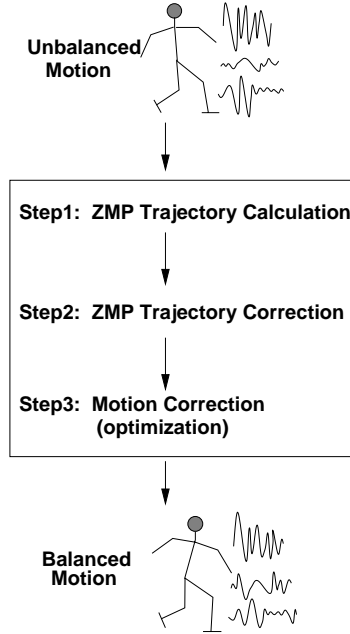 Unbalanced
Motion
Step1: ZMP Trajectory Calculation
Step2: ZMP Trajectory Correction
Step3: Motion Correction
(optimization)
Balanced
Motion